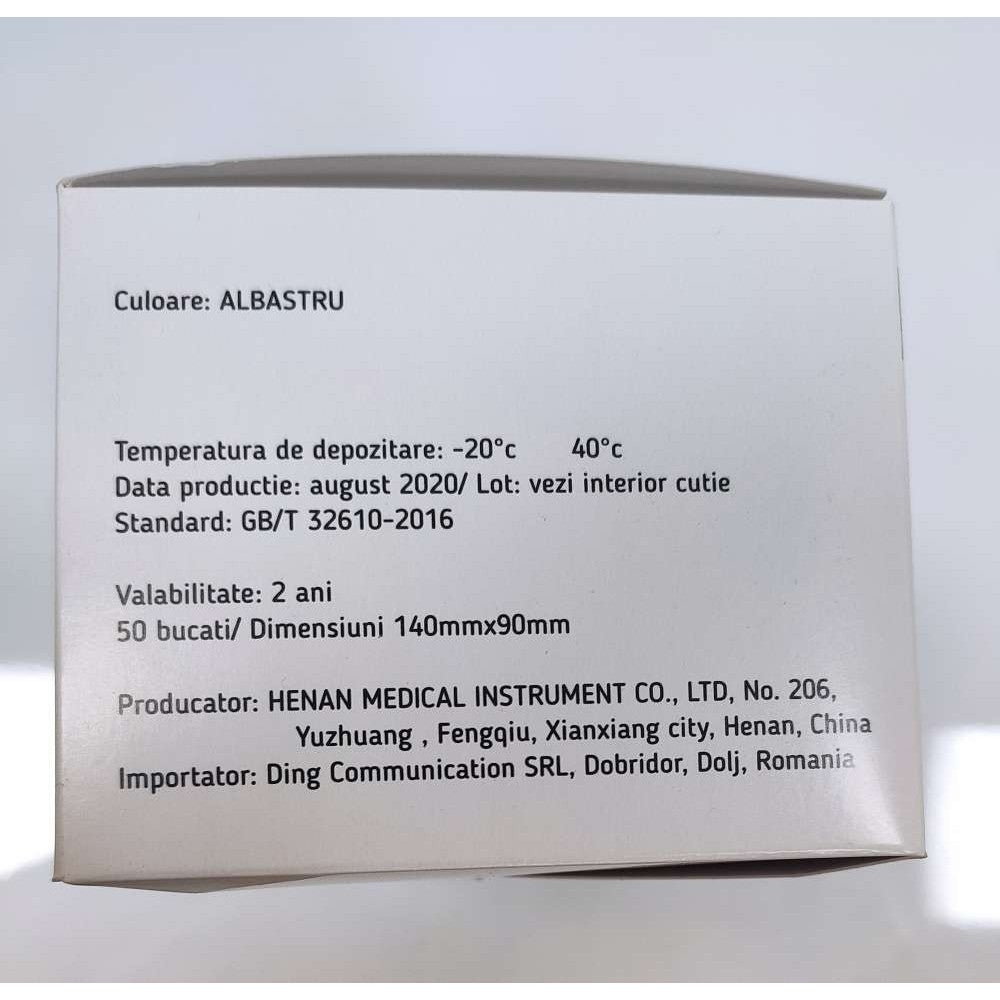 Culoare: ALBASTRU
Temperatura de depozitare: -20°c 40°c
Data productie: august 2020/ Lot: vezi interior cutie
Standard: GB/T 32610-2016
Valabilitate: 2 ani
50 bucati/ Dimensiuni 140mmx90mm
Producator: HENAN MEDICAL INSTRUMENT CO., LTD, No. 206,
Yuzhuang , Fengqiu, Xianxiang city, Henan, China
Importator: Ding Communication SRL, Dobridor, Dolj, Romania